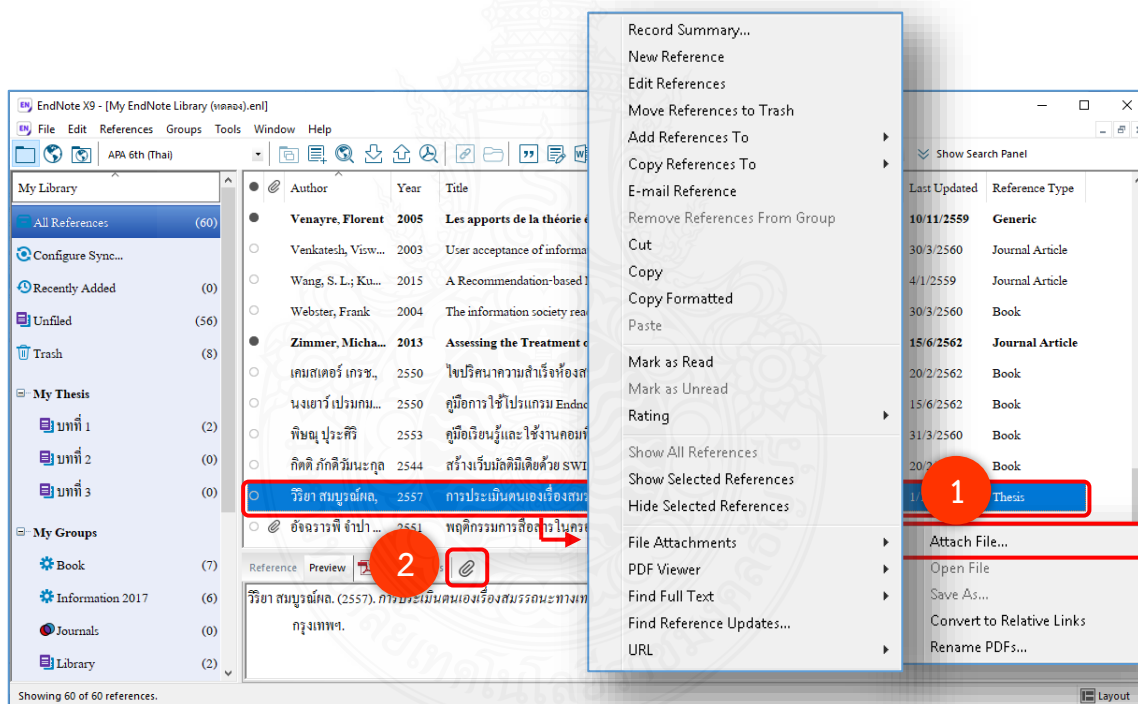 EndNote X9 - [My EndNote Library (ทดลอง).enl]
File Edit References Groups Tools Window Help
APA 6th (Thai)
Show Search Panel
My Library
All References (60)
Configure Sync...
Recently Added (0)
Unfiled (56)
Trash (8)
My Thesis
บทที่ 1 (2)
บทที่ 2 (0)
บทที่ 3 (0)
My Groups
Book (7)
Information 2017 (6)
Journals (0)
Library (2)
Author Year Title Last Updated Reference Type
Venayre, Florent 2005 Les apports de la théorie 10/11/2559 Generic
Venkatesh, Visw... 2003 User acceptance of informa 30/3/2560 Journal Article
Wang, S. L.; Ku... 2015 A Recommendation-based 4/1/2559 Journal Article
Webster, Frank 2004 The information society rea 30/3/2560 Book
Zimmer, Micha... 2013 Assessing the Treatment 15/6/2562 Journal Article
เคมสเตอร์ เกรช., 2550 ไขปริศนาความสำเร็จห้องส 20/2/2562 Book
นงเยาว์ เปรมกม... 2550 คู่มือการใช้โปรแกรม Endno 15/6/2562 Book
พิษณุ ปุระศิริ 2553 คู่มือเรียนรู้และใช้งานคอมพิ 31/3/2560 Book
กิตติ ภักดีวัฒนะกุล 2544 สร้างเว็บมัลติมีเดียด้วย SWI Book
วิริยา สมบูรณ์ผล, 2557 การประเมินตนเองเรื่องสมร Thesis
อัจฉราวรรณ จำปา ... 2551 พฤติกรรมการสื่อสารในคร
1
2
Reference Preview
วิริยา สมบูรณ์ผล. (2557). การประเมินตนเองเรื่องสมรรถนะทางเท
กรุงเทพฯ.
Showing 60 of 60 references.
Layout
Record Summary...
New Reference
Edit References
Move References to Trash
Add References To
Copy References To
E-mail Reference
Remove References From Group
Cut
Copy
Copy Formatted
Paste
Mark as Read
Mark as Unread
Rating
Show All References
Show Selected References
Hide Selected References
File Attachments
PDF Viewer
Find Full Text
Find Reference Updates...
URL
Attach File...
Open File
Save As...
Convert to Relative Links
Rename PDFs...